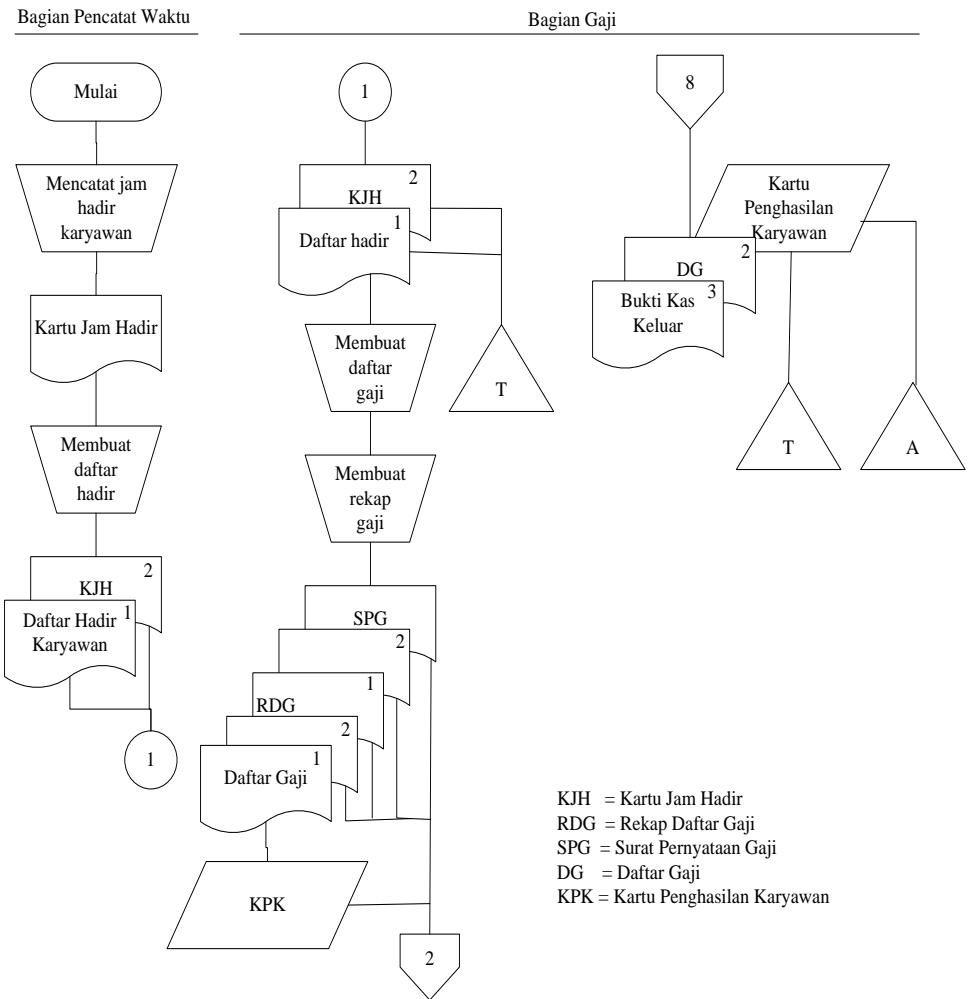 Bagian Pencatat Waktu
Mulai
Mencatat jam
hadir
karyawan
Kartu Jam Hadir
Membuat
daftar
hadir
2
KJH
1
Daftar Hadir
Karyawan
1
Bagian Gaji
1
2
KJH
1
Daftar hadir
T
Membuat
daftar
gaji
Membuat
rekap
gaji
SPG
2
1
RDG
2
1
Daftar Gaji
KPK
2
8
Kartu
Penghasilan
Karyawan
2
DG
3
Bukti Kas
Keluar
T
A
KJH = Kartu Jam Hadir
RDG = Rekap Daftar Gaji
SPG = Surat Pernyataan Gaji
DG = Daftar Gaji
KPK = Kartu Penghasilan Karyawan